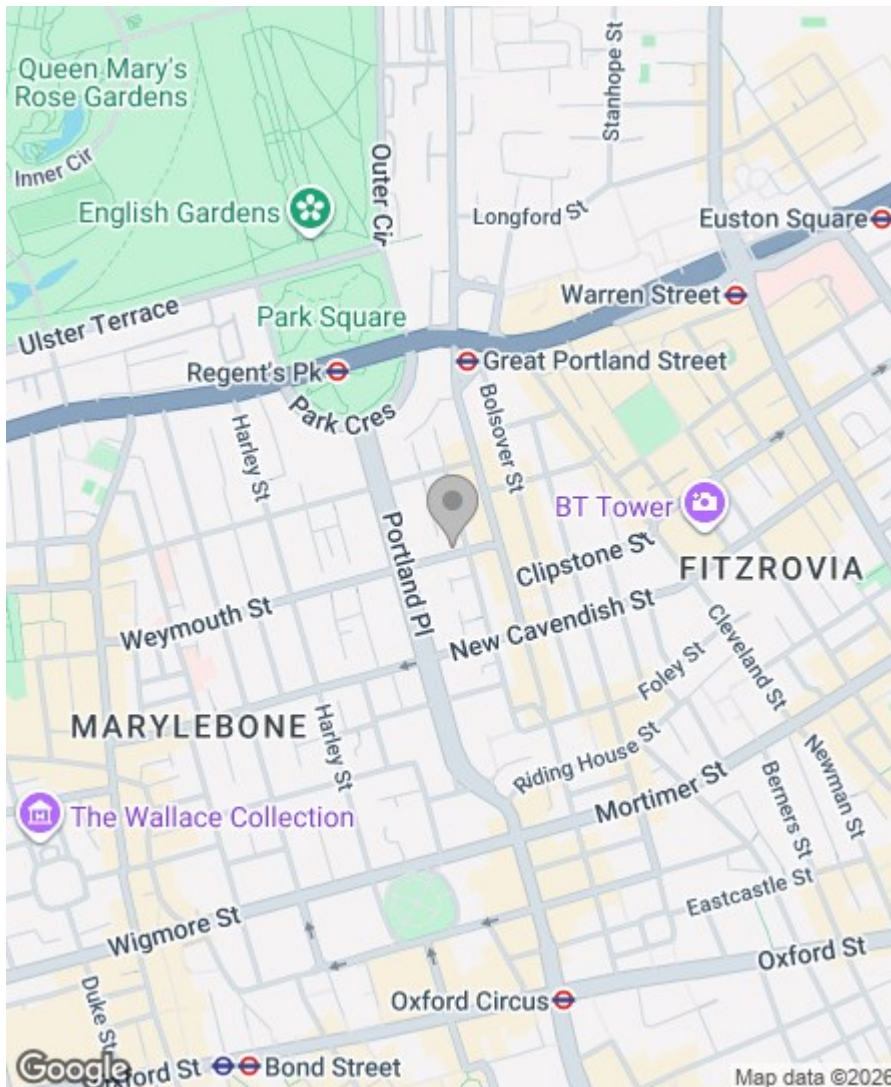 Queen Mary's
Rose Gardens
Stanhope St
Inner Cir
Outer Cir
English Gardens
Longford St
Euston Square
Warren Street
Ulster Terrace
Park Square
Regent's Pk
Great Portland Street
Park Cres
Harley St
Bolsover St
BT Tower
Portland Pl
Clipstone St
FITZROVIA
Weymouth St
New Cavendish St
Cleveland St
Foley St
MARYLEBONE
Harley St
Riding House St
Newman St
Berners St
Mortimer St
The Wallace Collection
Eastcastle St
Wigmore St
Oxford St
Duke St
Oxford Circus
Oxford St
Bond Street
Google
Map data ©2026